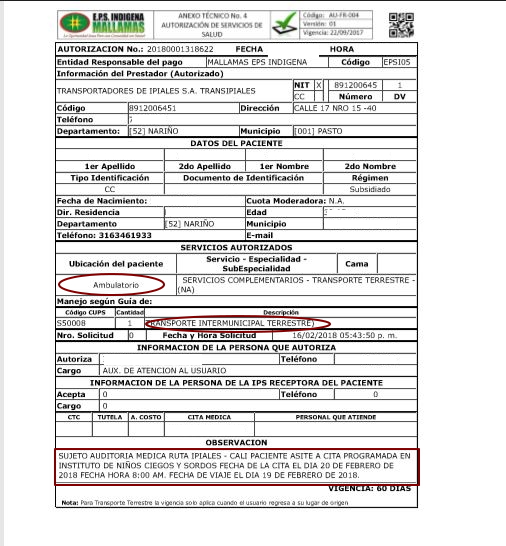 E.P.S. INDIGENA
MALLAMAS
ANEXO TÉCNICO No. 4
AUTORIZACIÓN DE SERVICIOS DE
SALUD
Código: AU-FR-004
Versión: 01
Vigencia: 22/09/2017
AUTORIZACION No.: 20180001318622 FECHA HORA
Entidad Responsable del pago MALLAMAS EPS INDIGENA Código EPSI05
Información del Prestador (Autorizado)
TRANSPORTADORES DE IPIALES S.A. TRANSIPIALES NIT X 891200645 1
CC Número DV
Código 8912006451 Dirección CALLE 17 NRO 15 -40
Teléfono
Departamento: [52] NARIÑO Municipio [001] PASTO
DATOS DEL PACIENTE
1er Apellido 2do Apellido 1er Nombre 2do Nombre
Tipo Identificación Documento de Identificación Régimen
CC Subsidiado
Fecha de Nacimiento: Cuota Moderadora: N.A.
Dir. Residencia Edad
Departamento [52] NARIÑO Municipio
Teléfono: 3163461933 E-mail
SERVICIOS AUTORIZADOS
Ubicación del paciente Servicio - Especialidad - SubEspecialidad Cama
Ambulatorio SERVICIOS COMPLEMENTARIOS - TRANSPORTE TERRESTRE -
(NA)
Manejo según Guia de:
Código CUPS Cantidad Descripción
S50008 1 TRANSPORTE INTERMUNICIPAL TERRESTRE)
Nro. Solicitud 0 Fecha y Hora Solicitud 16/02/2018 05:43:50 p. m.
INFORMACION DE LA PERSONA QUE AUTORIZA
Autoriza Teléfono
Cargo AUX. DE ATENCION AL USUARIO
INFORMACION DE LA PERSONA DE LA IPS RECEPTORA DEL PACIENTE
Acepta 0 Teléfono 0
Cargo 0
CTC TUTELA A. COSTO CITA MEDICA PERSONAL QUE ATIENDE
OBSERVACION
SUJETO AUDITORIA MEDICA RUTA IPIALES - CALI PACIENTE ASITE A CITA PROGRAMADA EN
INSTITUTO DE NIÑOS CIEGOS Y SORDOS FECHA DE LA CITA EL DIA 20 DE FEBRERO DE
2018 FECHA HORA 8:00 AM. FECHA DE VIAJE EL DIA 19 DE FEBRERO DE 2018.
VIGENCIA: 60 DIAS
Nota: Para Transporte Terrestre la vigencia solo aplica cuando el usuario regresa a su lugar de origen